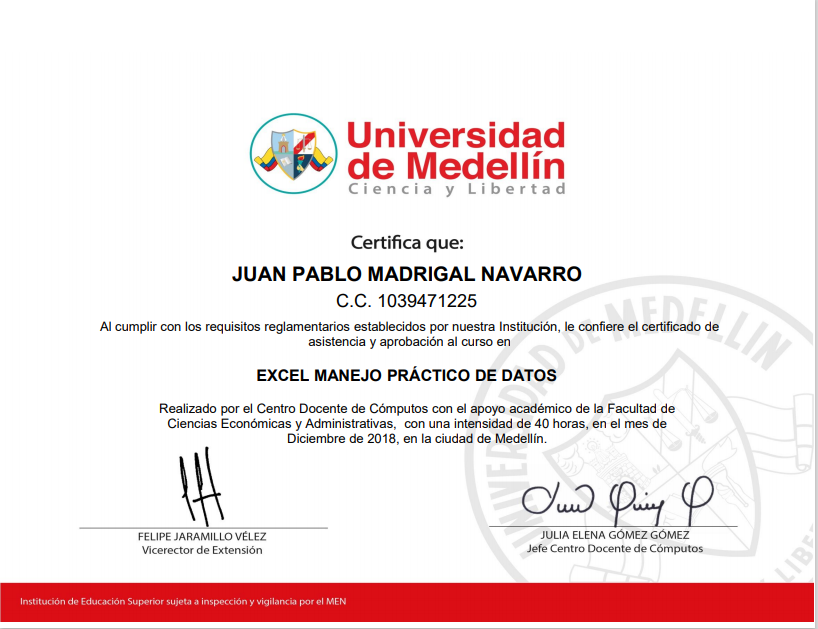 Universidad
de Medellín
Ciencia y Libertad
Certifica que:
JUAN PABLO MADRIGAL NAVARRO
C.C. 1039471225
Al cumplir con los requisitos reglamentarios establecidos por nuestra Institución, le confiere el certificado de
asistencia y aprobación al curso en
EXCEL MANEJO PRÁCTICO DE DATOS
Realizado por el Centro Docente de Cómputos con el apoyo académico de la Facultad de
Ciencias Económicas y Administrativas, con una intensidad de 40 horas, en el mes de
Diciembre de 2018, en la ciudad de Medellín.
FELIPE JARAMILLO VÉLEZ
Vicerector de Extensión
JULIA ELENA GÓMEZ GÓMEZ
Jefe Centro Docente de Cómputos
UNIVERSIDAD DE MEDELLIN
Institución de Educación Superior sujeta a inspección y vigilancia por el MEN